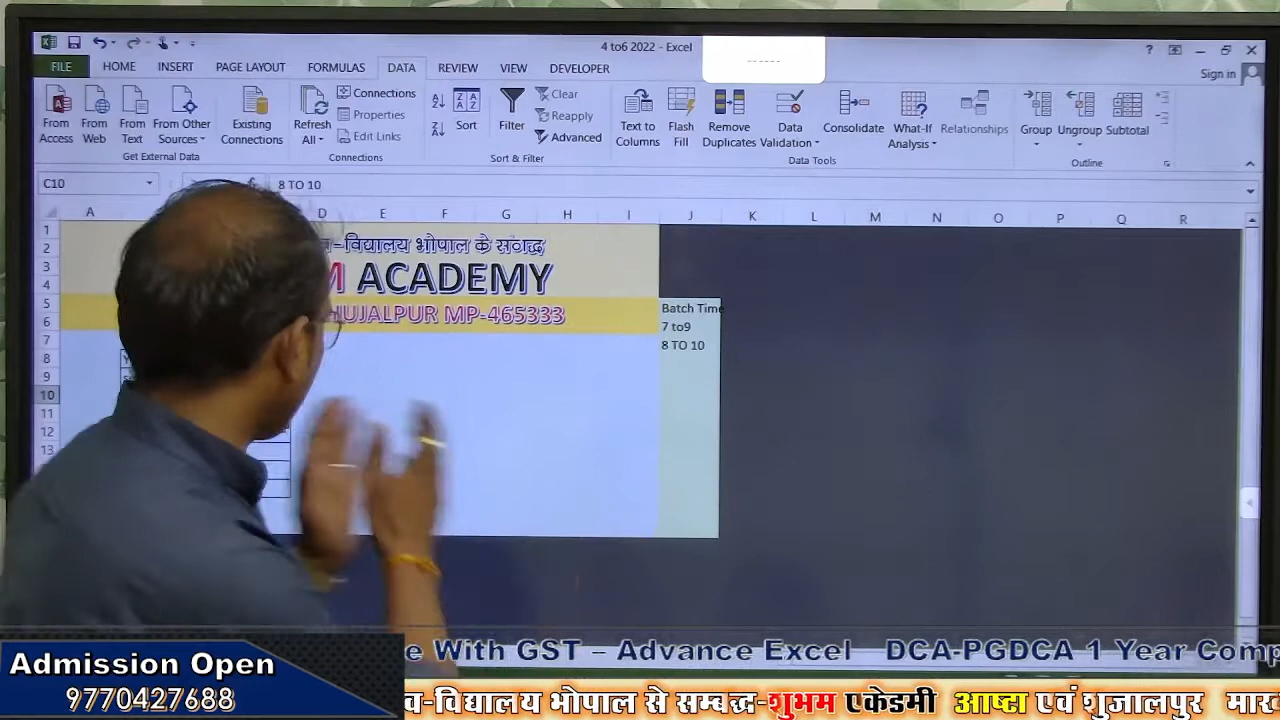 4 to6 2022 - Excel
Sign in
FILE HOME INSERT PAGE LAYOUT FORMULAS DATA REVIEW VIEW DEVELOPER
From Access
From Web
From Text
From Other Sources
Get External Data
Existing Connections
Refresh All
Connections
Properties
Edit Links
Connections
Sort
Filter
Clear
Reapply
Advanced
Sort & Filter
Text to Columns
Flash Fill
Remove Duplicates
Data Validation
Consolidate
What-If Analysis
Relationships
Data Tools
Group
Ungroup
Subtotal
Outline
C10
8 TO 10
A D E F G H I J K L M N O P Q R
1
2
3
4
5
6
7
8
9
10
11
12
13
विद्यालय भोपाल के संबद्ध
M ACADEMY
HUJALPUR MP-465333
Batch Time
7 to9
8 TO 10
e With GST – Advance Excel DCA-PGDCA 1 Year Comp
Admission Open
9770427688
व-विद्यालय भोपाल से सम्बद्ध-शुभम एकेडमी आष्टा एवं शुजालपुर मार